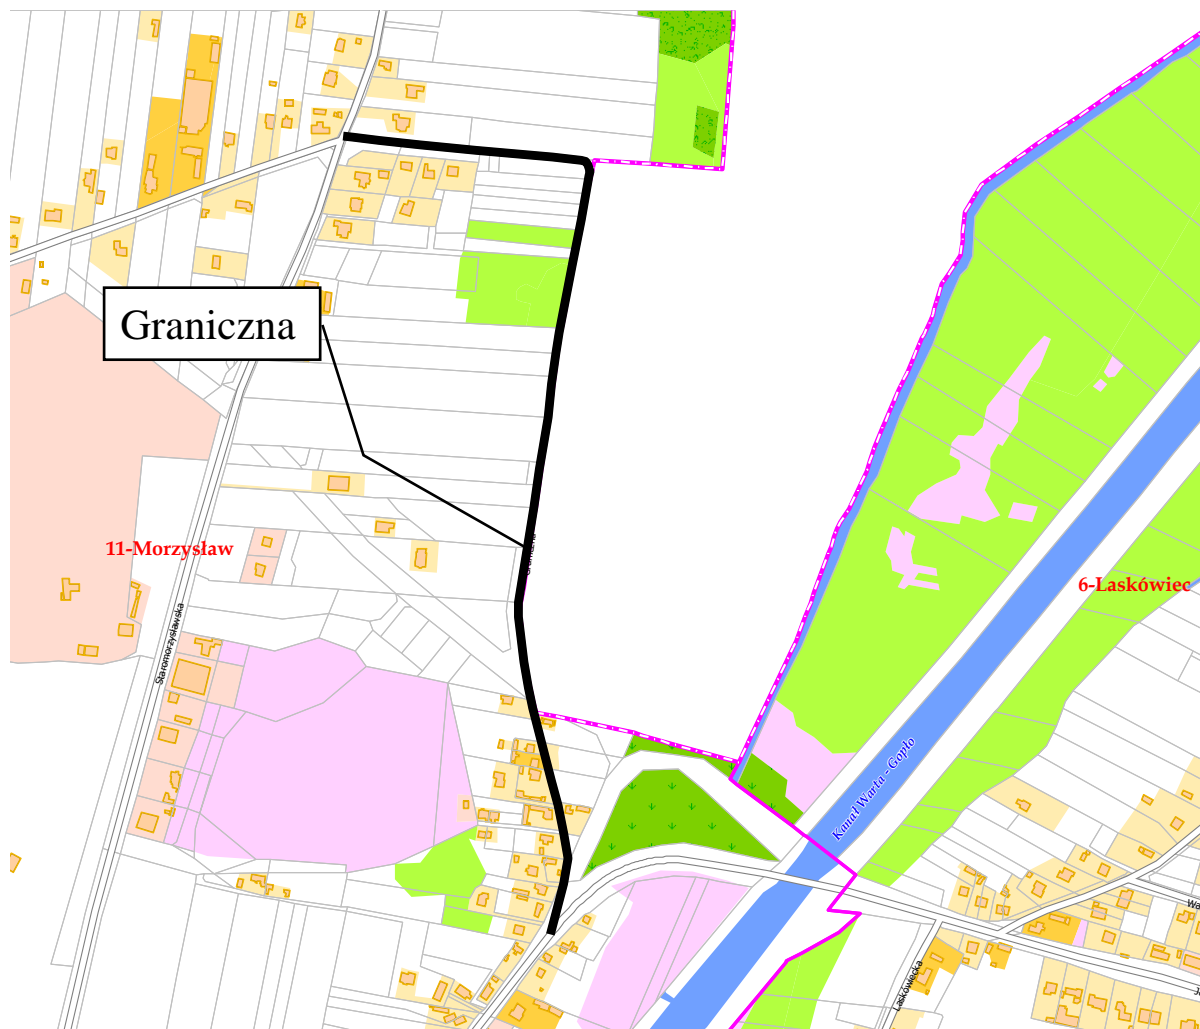 Graniczna
11-Morzysław
6-Laskówiec
Staromorzysławska
Kanał Warta - Gopło
Laskówiecka